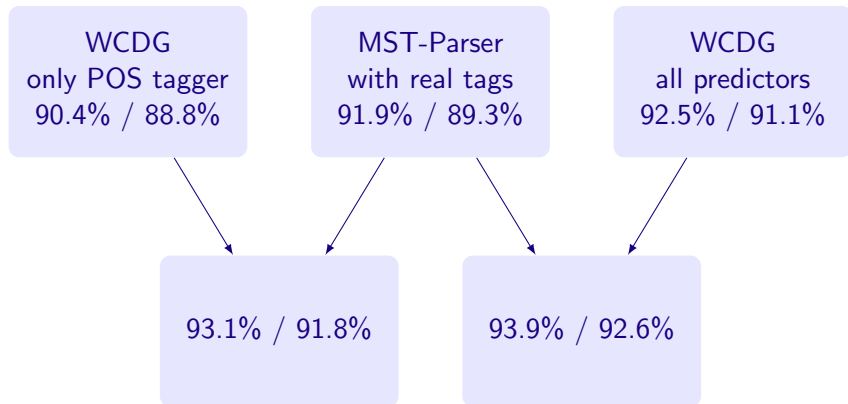 WCDG
only POS tagger
90.4% / 88.8%
MST-Parser
with real tags
91.9% / 89.3%
WCDG
all predictors
92.5% / 91.1%
93.1% / 91.8%
93.9% / 92.6%